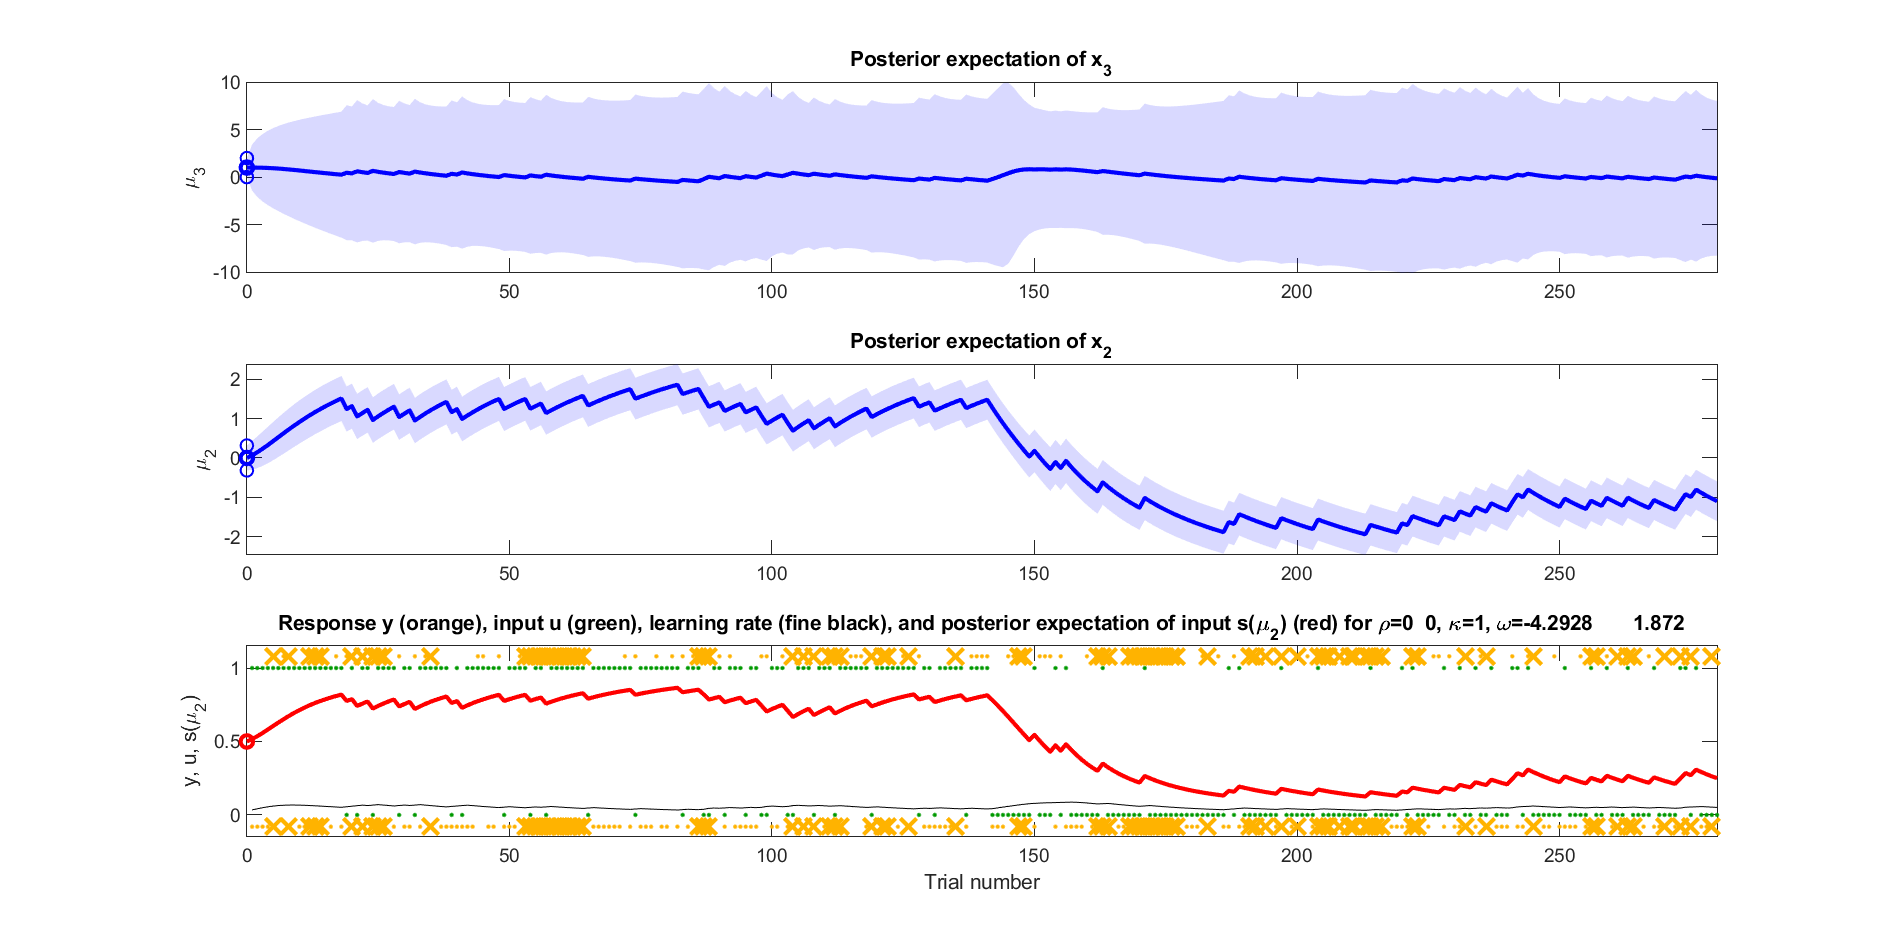 Posterior expectation of x3
10
5
0
-5
-10
μ3
0 50 100 150 200 250
Posterior expectation of x2
2
1
0
-1
-2
μ2
0 50 100 150 200 250
Response y (orange), input u (green), learning rate (fine black), and posterior expectation of input s(μ2) (red) for ρ=0 0, κ=1, ω=-4.2928 1.872
1
0.5
0
y, u, s(μ2)
0 50 100 150 200 250
Trial number